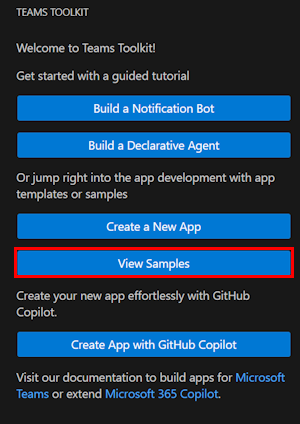 TEAMS TOOLKIT
Welcome to Teams Toolkit!
Get started with a guided tutorial
Build a Notification Bot
Build a Declarative Agent
Or jump right into the app development with app
templates or samples
Create a New App
View Samples
Create your new app effortlessly with GitHub
Copilot.
Create App with GitHub Copilot
Visit our documentation to build apps for Microsoft
Teams or extend Microsoft 365 Copilot.